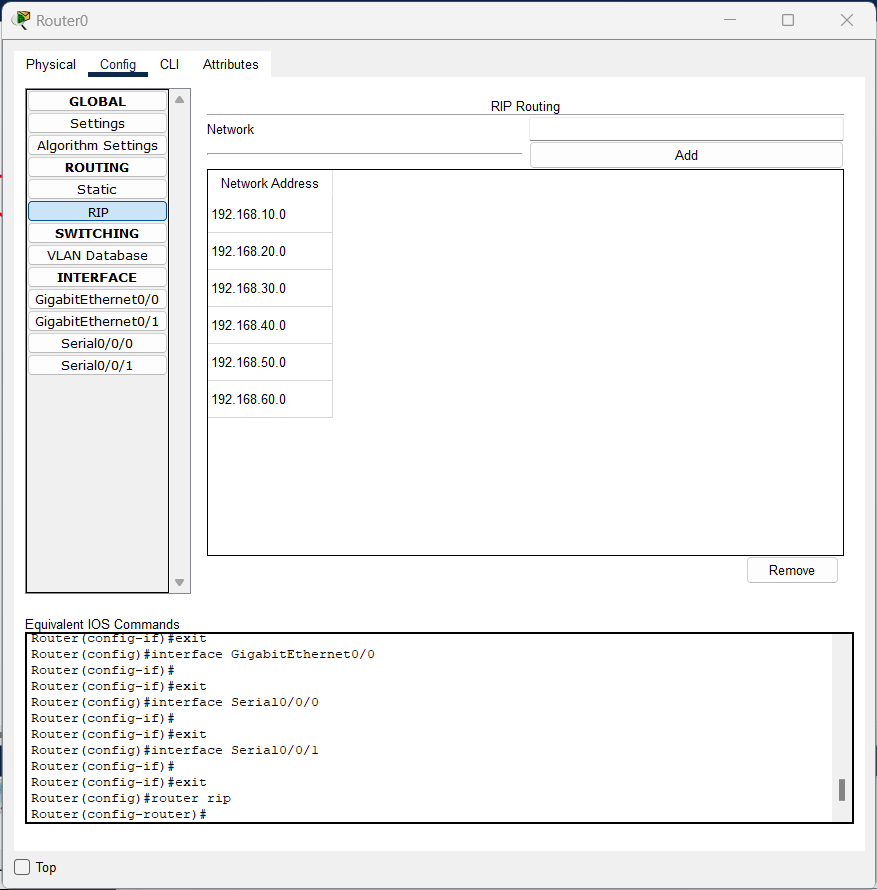 Router0
Physical Config CLI Attributes
GLOBAL
Settings
Algorithm Settings
ROUTING
Static
RIP
SWITCHING
VLAN Database
INTERFACE
GigabitEthernet0/0
GigabitEthernet0/1
Serial0/0/0
Serial0/0/1
RIP Routing
Network
Add
Network Address
192.168.10.0
192.168.20.0
192.168.30.0
192.168.40.0
192.168.50.0
192.168.60.0
Remove
Equivalent IOS Commands
Router(config-if)#exit
Router(config)#interface GigabitEthernet0/0
Router(config-if)#
Router(config-if)#exit
Router(config)#interface Serial0/0/0
Router(config-if)#
Router(config-if)#exit
Router(config)#interface Serial0/0/1
Router(config-if)#
Router(config-if)#exit
Router(config)#router rip
Router(config-router)#
Top